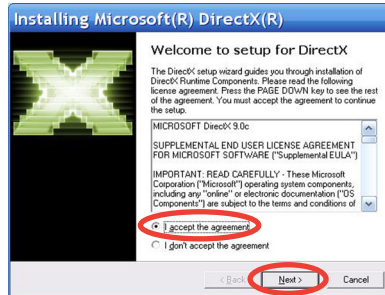 Installing Microsoft(R) DirectX(R)
Welcome to setup for DirectX
The DirectX setup wizard guides you through installation of
DirectX Runtime Components. Please read the following
license agreement. Press the PAGE DOWN key to see the rest
of the agreement. You must accept the agreement to continue
the setup.
MICROSOFT DirectX 9.0c
SUPPLEMENTAL END USER LICENSE AGREEMENT
FOR MICROSOFT SOFTWARE ("Supplemental EULA")
IMPORTANT: READ CAREFULLY - These Microsoft
Corporation ("Microsoft") operating system components,
including any "online" or electronic documentation ("OS
Components") are subject to the terms and conditions of
I accept the agreement
I don't accept the agreement
< Back
Next >
Cancel